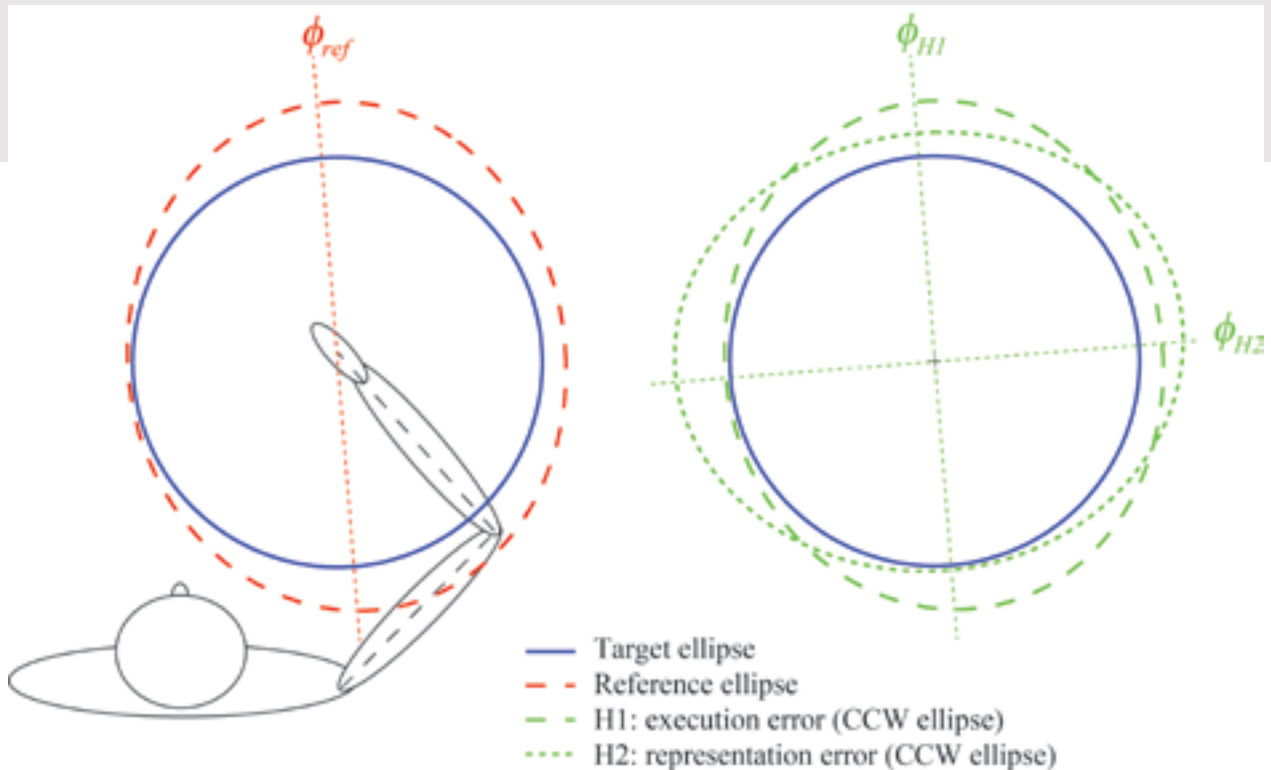 ϕref
ϕH1
ϕH2
Target ellipse
Reference ellipse
H1: execution error (CCW ellipse)
H2: representation error (CCW ellipse)